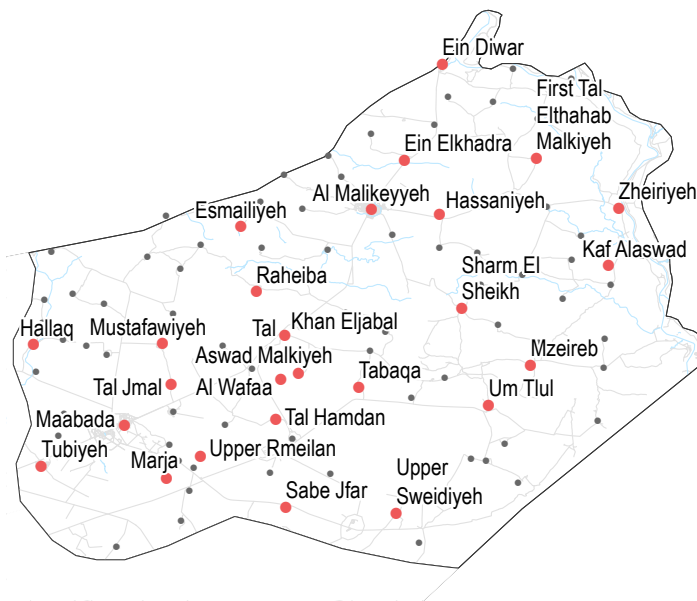 Ein Diwar
First Tal
Elthahab
Malkiyeh
Ein Elkhadra
Al Malikeyyeh
Hassaniyeh
Zheiriyeh
Esmailiyeh
Kaf Alaswad
Sharm El
Sheikh
Raheiba
Hallaq
Mustafawiyeh
Tal
Aswad Malkiyeh
Khan Eljabal
Mzeireb
Tal Jmal
Al Wafaa
Tabaqa
Um Tlul
Maabada
Tal Hamdan
Tubiyeh
Marja
Upper Rmeilan
Upper
Sweidiyeh
Sabe Jfar